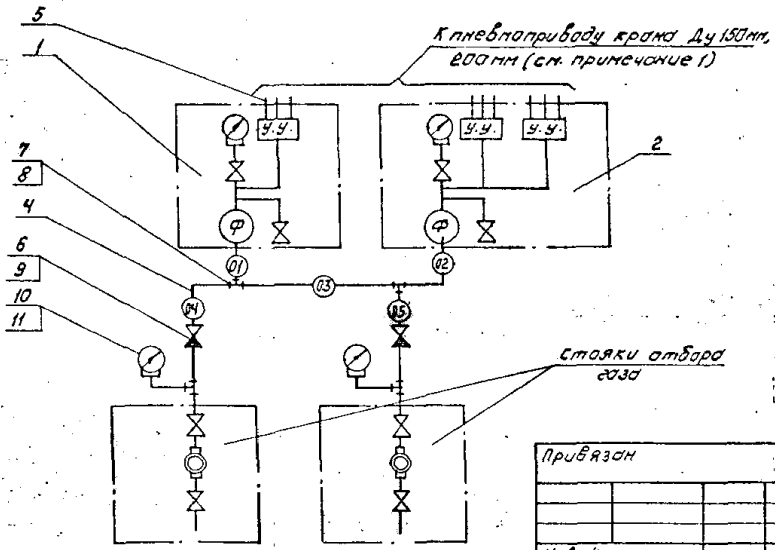 5
1
К пневмоприводу крана Ду 150мм,
200мм (см. примечание 1)
У.У.
У.У.
У.У.
2
7
8
4
6
9
10
11
Ф
Ф
01
02
03
04
05
стояки отбора
газа
Привязан